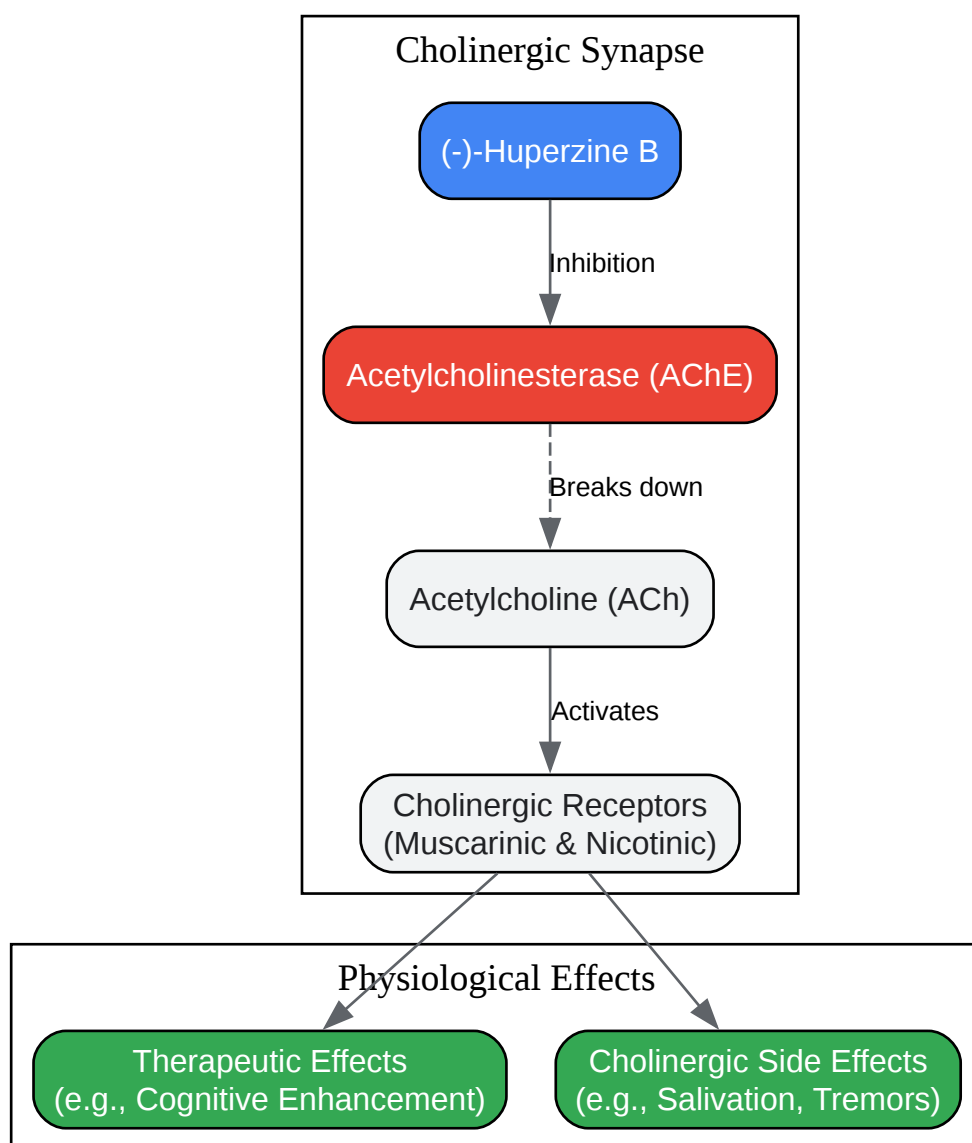 Cholinergic Synapse
(-)-Huperzine B
Inhibition
Acetylcholinesterase (AChE)
Breaks down
Acetylcholine (ACh)
Activates
Cholinergic Receptors
(Muscarinic & Nicotinic)
Physiological Effects
Therapeutic Effects
(e.g., Cognitive Enhancement)
Cholinergic Side Effects
(e.g., Salivation, Tremors)